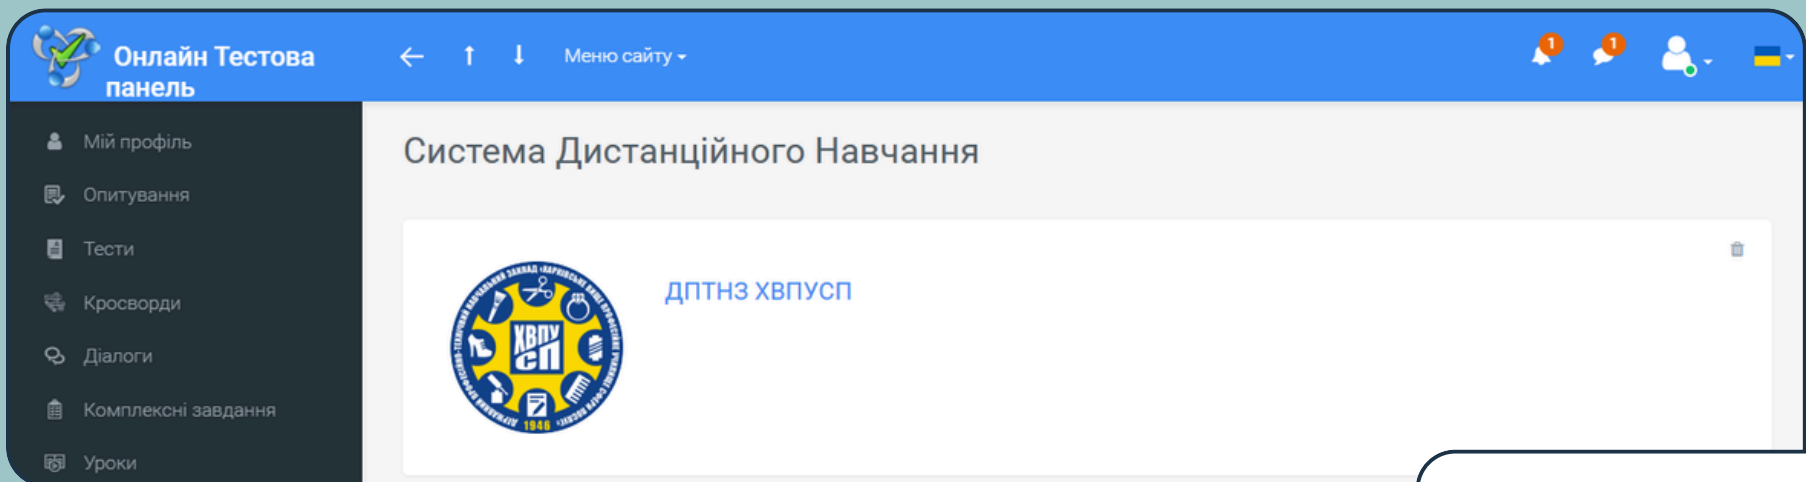 Онлайн Тестова
панель
Меню сайту
1
1
Мій профіль
Опитування
Тести
Кросворди
Діалоги
Комплексні завдання
Уроки
Система Дистанційного Навчання
ДПТНЗ ХВПУСП
ХВПУ
СП
1946